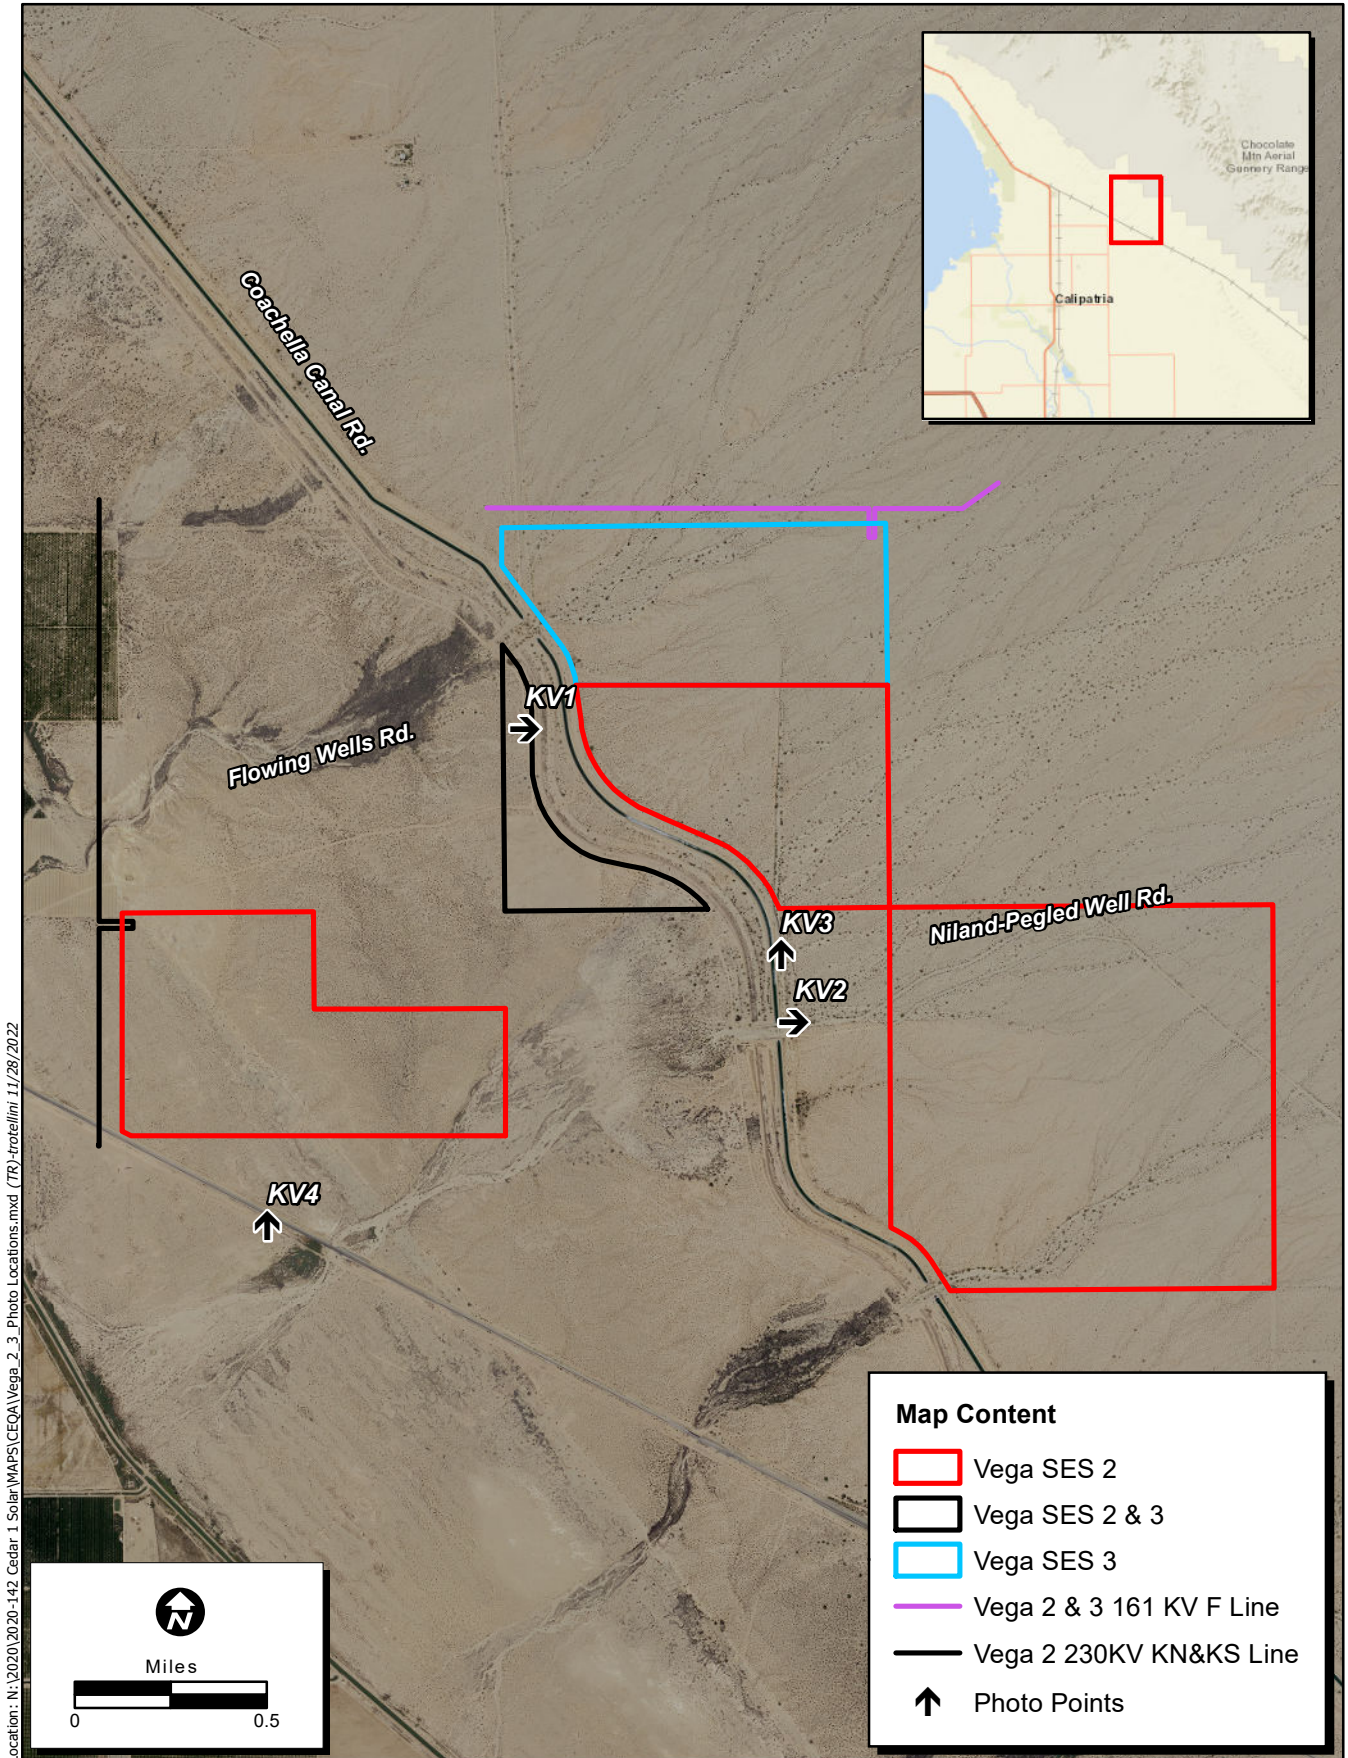 Chocolate
Mtn Aerial
Gunnery Range
Calipatria
Coachella Canal Rd.
KV1
Flowing Wells Rd.
Niland-Pegled Well Rd.
KV3
KV2
KV4
Map Content
Vega SES 2
Vega SES 2 & 3
Vega SES 3
Vega 2 & 3 161 KV F Line
Vega 2 230KV KN&KS Line
Photo Points
N
Miles
0 0.5
ocation: N:\2020\2020-142 Cedar 1 Solar\MAPS\CEQA\Vega_2_3_Photo Locations.mxd (TR)-trotellini 11/28/2022